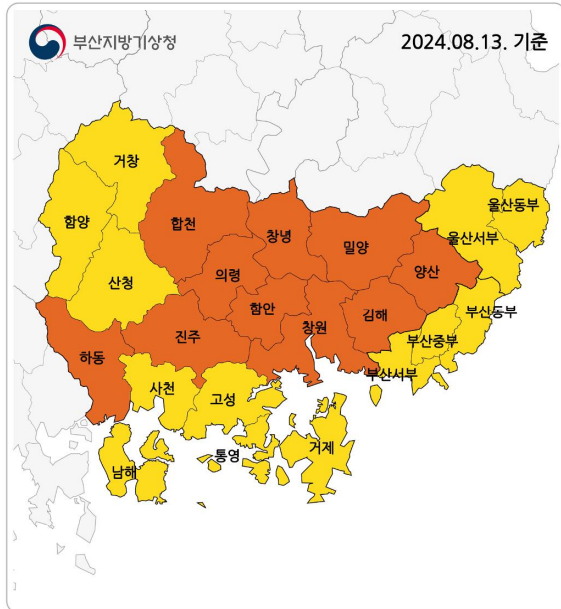 부산지방기상청
2024.08.13. 기준
거창
함양
합천
창녕
밀양
울산동부
울산서부
산청
의령
양산
함안
김해
부산동부
진주
창원
부산중부
하동
부산서부
사천
고성
거제
통영
남해